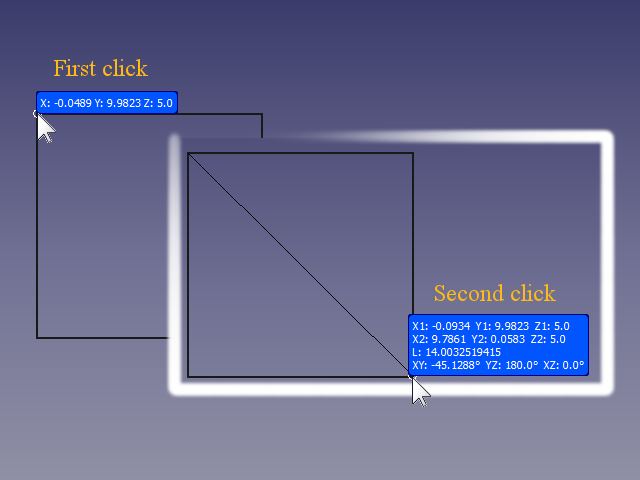 First click
X: -0.0489 Y: 9.9823 Z: 5.0
Second click
X1: -0.0934 Y1: 9.9823 Z1: 5.0
X2: 9.7861 Y2: 0.0583 Z2: 5.0
L: 14.0032519415
XY: -45.1288° YZ: 180.0° XZ: 0.0°